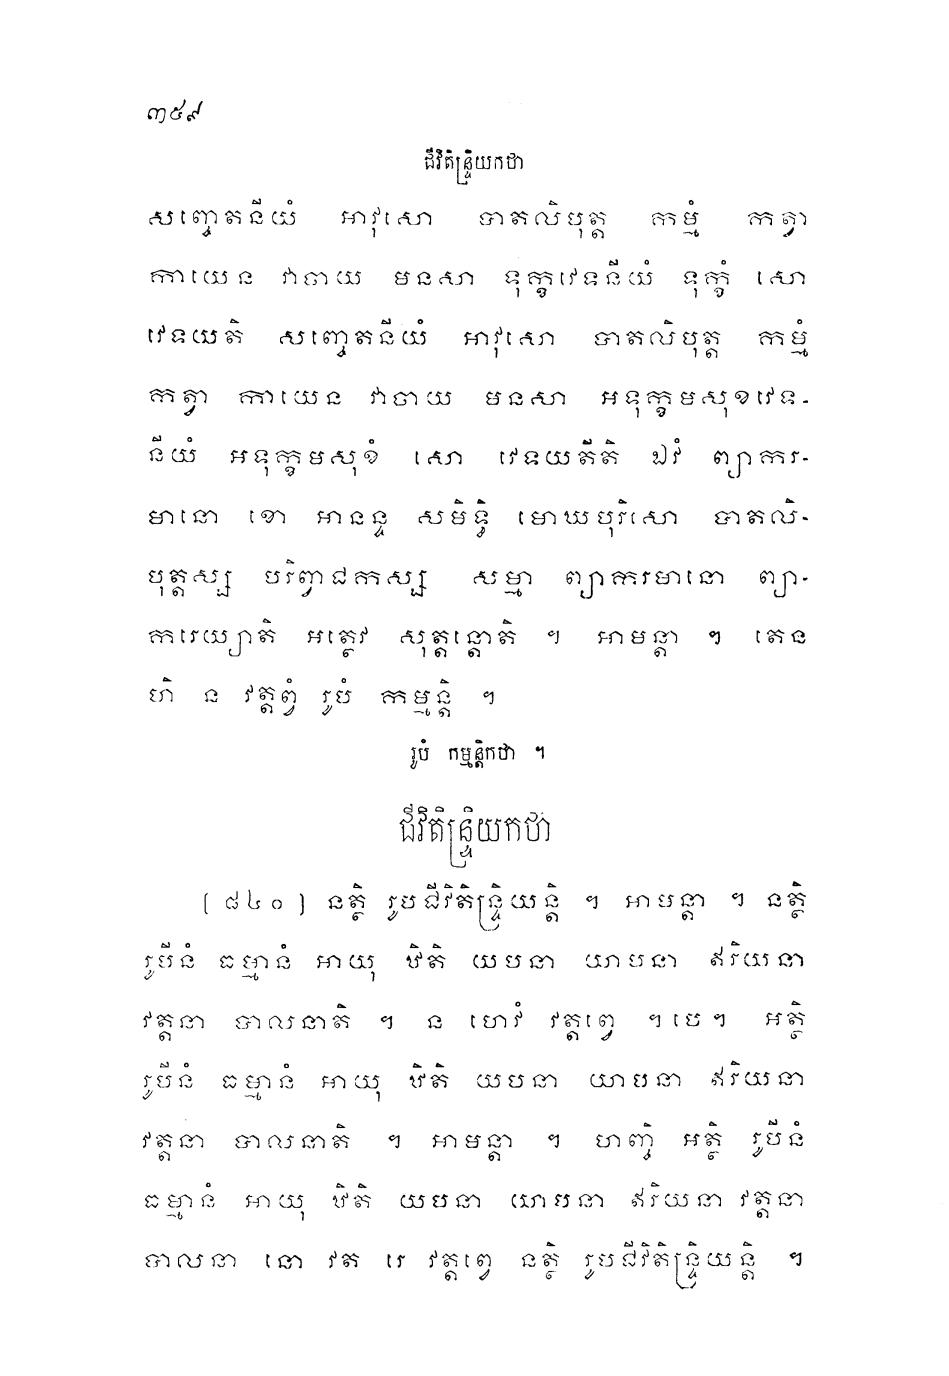 ៣៥៩
ជីវិតិន្ទ្រិយកថា
សញ្ចេតនីយំ អាវុសោ បាតលិបុត្ត កម្មំ កត្វា
កាយេន វាចាយ មនសា ទុក្ខវេទនីយំ ទុក្ខំ សោ
វេទយតិ សញ្ចេតនីយំ អាវុសោ បាតលិបុត្ត កម្មំ
កត្វា កាយេន វាចាយ មនសា អទុក្ខមសុខវេទ-
នីយំ អទុក្ខមសុខំ សោ វេទយតីតិ ឯវំ ព្យាករ-
មានោ ខោ អានន្ទ សមិទ្ធិ មោឃបុរិសោ បាតលិ-
បុត្តស្ស បរិព្វាជកស្ស សម្មា ព្យាករមានោ ព្យា-
ករេយ្យាតិ អត្ថេវ សុត្តន្តោតិ ។ អាមន្តា ។ តេន
ហិ ន វត្តព្វំ រូបំ កម្មន្តិ ។
រូបំ កម្មន្តិកថា ។
ជីវិតិន្ទ្រិយកថា
[៨៤០] នត្ថិ រូបជីវិតិន្ទ្រិយន្តិ ។ អាមន្តា ។ នត្ថិ
រូបីនំ ធម្មានំ អាយុ ឋិតិ យបនា យាបនា ឥរិយនា
វត្តនា បាលនាតិ ។ ន ហេវំ វត្តព្វេ ។បេ។ អត្ថិ
រូបីនំ ធម្មានំ អាយុ ឋិតិ យបនា យាបនា ឥរិយនា
វត្តនា បាលនាតិ ។ អាមន្តា ។ ហញ្ចិ អត្ថិ រូបីនំ
ធម្មានំ អាយុ ឋិតិ យបនា យាបនា ឥរិយនា វត្តនា
បាលនា នោ វត រេ វត្តព្វេ នត្ថិ រូបជីវិតិន្ទ្រិយន្តិ ។